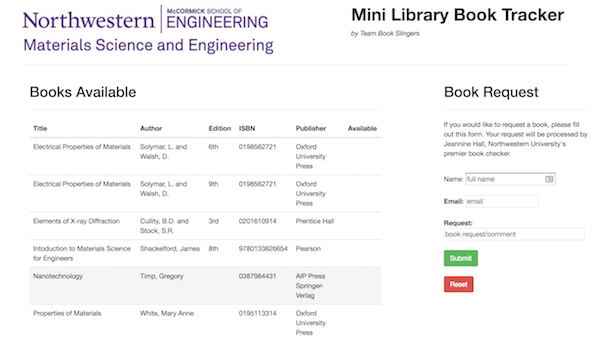 Northwestern | McCORMICK SCHOOL OF
ENGINEERING
Materials Science and Engineering
Mini Library Book Tracker
by Team Book Slingers
Books Available
Title Author Edition ISBN Publisher Available
Electrical Properties of Materials Solymar, L. and 6th 0198562721 Oxford
Walsh, D. University
Press
Electrical Properties of Materials Solymar, L. and 9th 0198562721 Oxford
Walsh, D. University
Press
Elements of X-ray Diffraction Cullity, B.D. and 3rd 0201610914 Prentice Hall
Stock, S.R.
Intoduction to Materials Science Shackelford, James 8th 9780133826654 Pearson
for Engineers
Nanotechnology Timp, Gregory 0387984431 AIP Press
Springer-
Verlag
Properties of Materials White, Mary Anne 0195113314 Oxford
University
Press
Book Request
If you would like to request a book, please fill
out this form. Your request will be processed by
Jeannine Hall, Northwestern University's
premier book checker.
Name: full name
Email: email
Request:
book request/comment
Submit
Reset